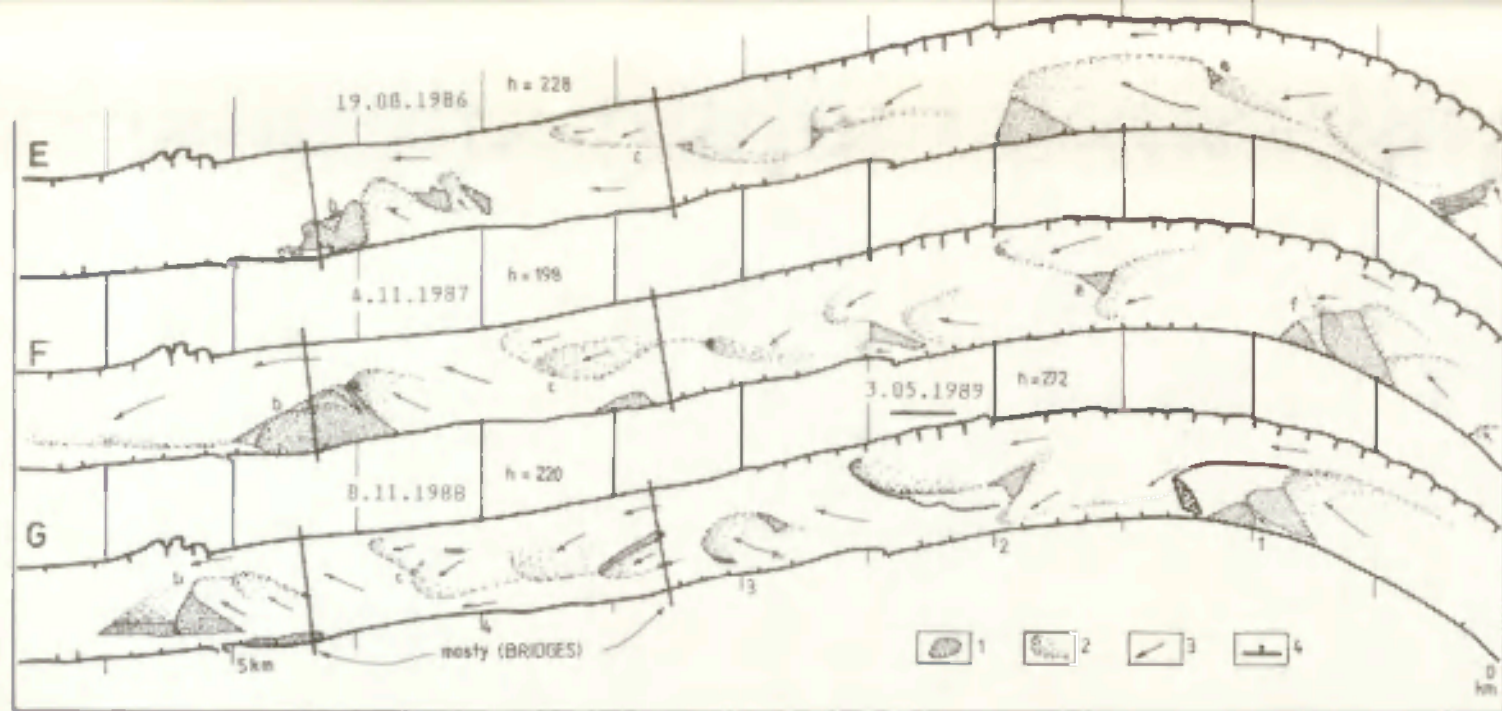 19.08.1986 h = 228
E
a
c
b
4.11.1987 h = 198
F
e
f
c
b
3.05.1989 h = 272
8.11.1988 h = 220
G
b
c
5km
4
3
2
1
0
km
mosty (BRIDGES)
1
2
3
4